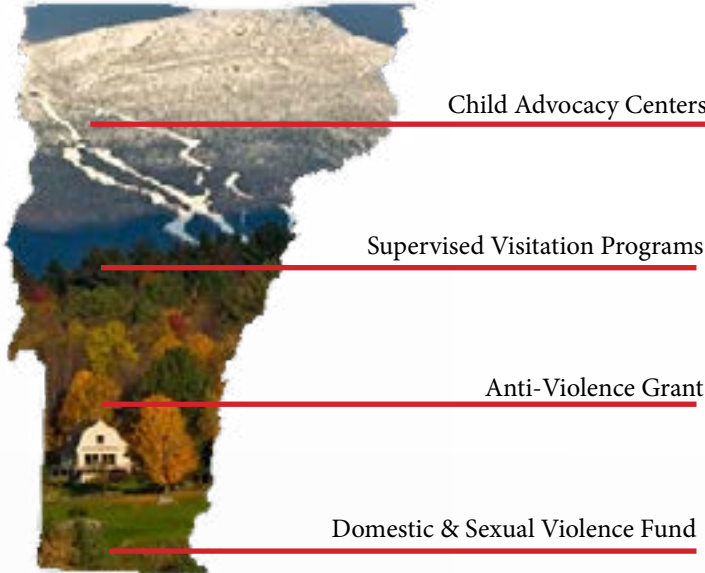 Child Advocacy Centers
Supervised Visitation Programs
Anti-Violence Grant
Domestic & Sexual Violence Fund